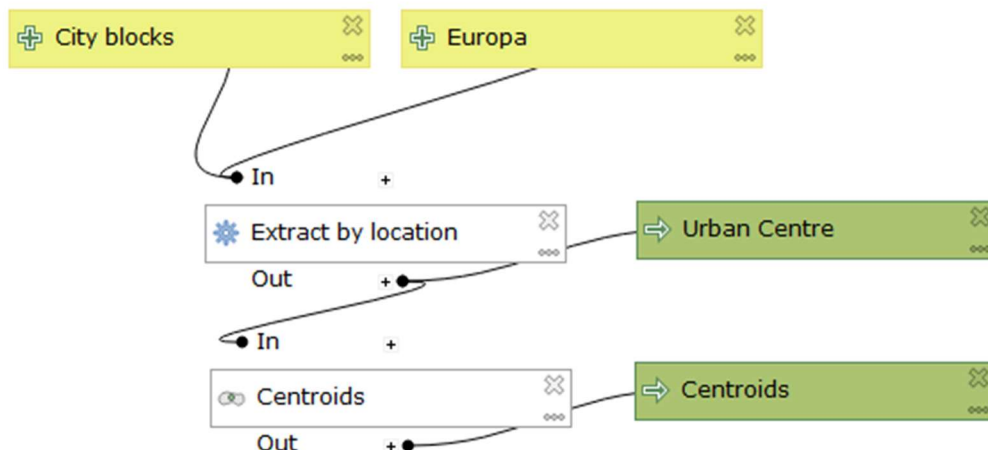 City blocks
Europa
In
Extract by location
Urban Centre
Out
In
Centroids
Centroids
Out